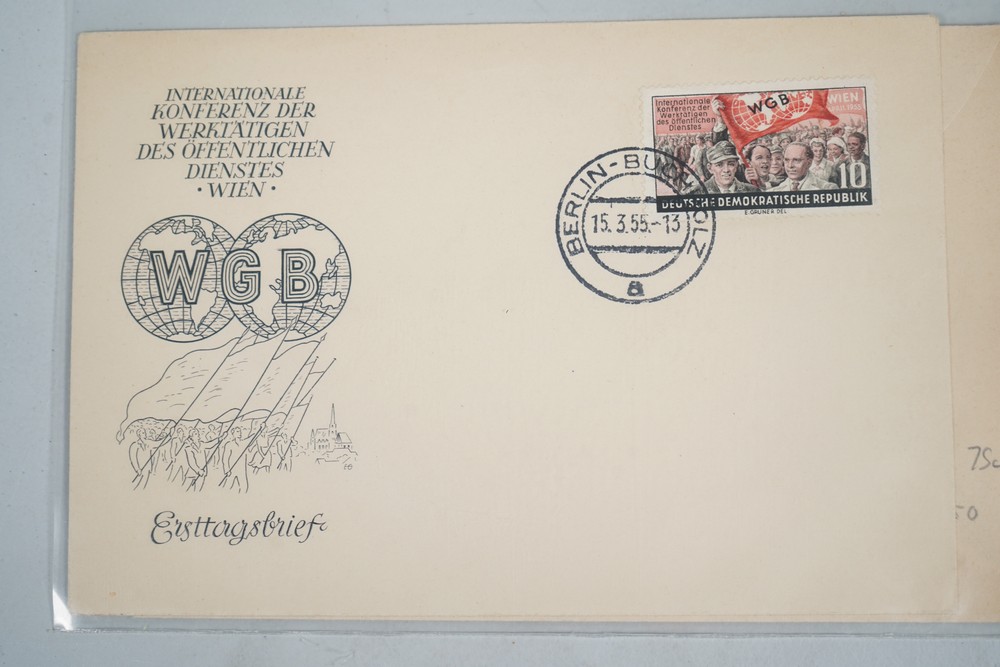 INTERNATIONALE
KONFERENZ DER
WERKTÄTIGEN
DES ÖFFENTLICHEN
DIENSTES
• WIEN •
WGB
Ersttagsbrief
Internationale
Konferenz der
Werktätigen
des öffentlichen
Dienstes
WGB
WIEN
10
DEUTSCHE DEMOKRATISCHE REPUBLIK
E. GRUNER DEL.
BERLIN-BUCHHOLZ
15.3.55.-13
a
50